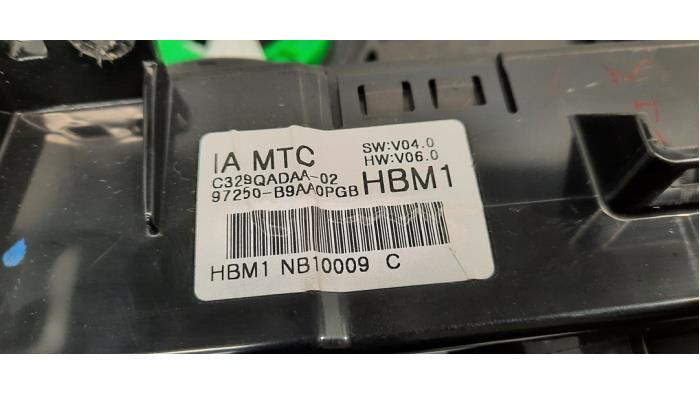 IA MTC
SW:V04.0
HW:V06.0
C329QADAA-02
97250-B9AA0PGB
HBM1
HBM1 NB10009 C